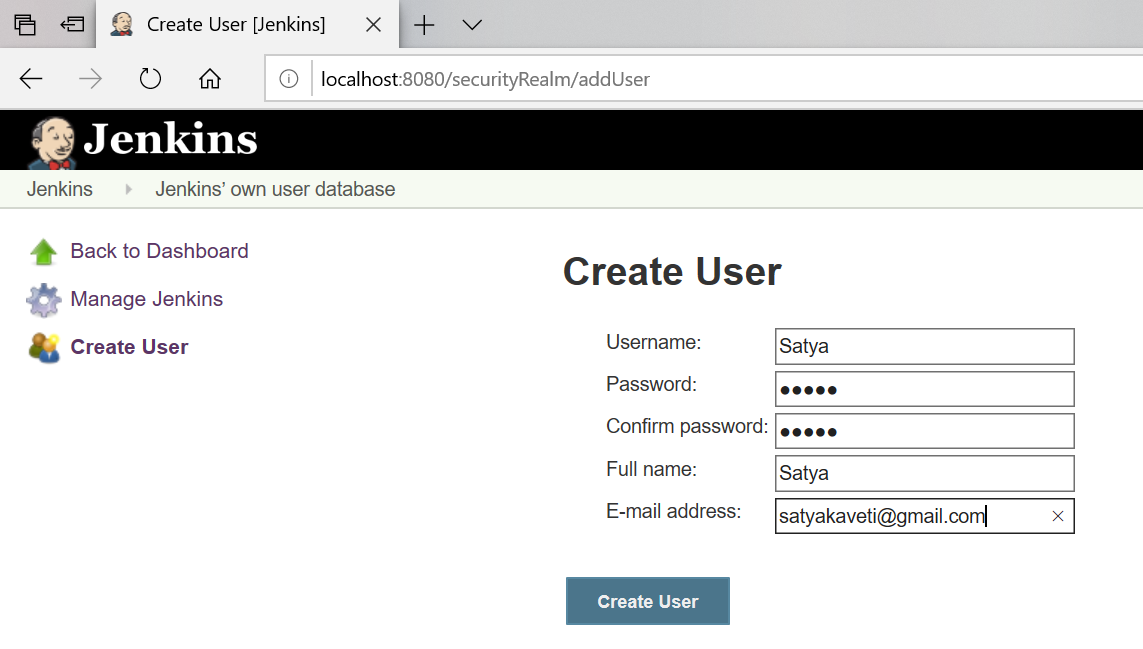 Create User [Jenkins]
localhost:8080/securityRealm/addUser
Jenkins
Jenkins Jenkins’ own user database
Back to Dashboard
Manage Jenkins
Create User
Create User
Username: Satya
Password: •••••
Confirm password: •••••
Full name: Satya
E-mail address: satyakaveti@gmail.com
Create User